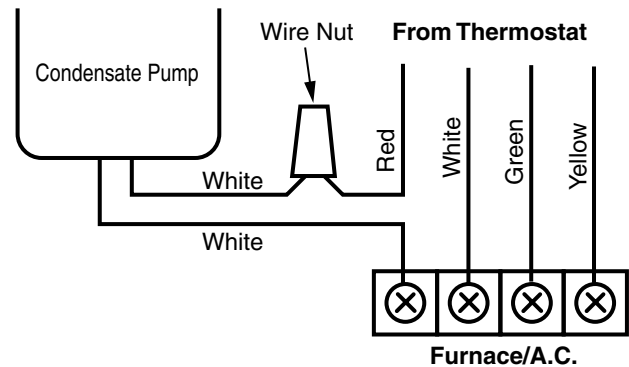 Wire Nut
From Thermostat
Condensate Pump
Red
White
Green
Yellow
White
White
Furnace/A.C.